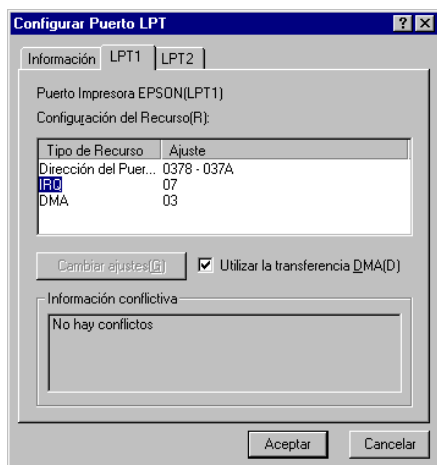 Configurar Puerto LPT
Información LPT1 LPT2
Puerto Impresora EPSON(LPT1)
Configuración del Recurso(R):
Tipo de Recurso Ajuste
Dirección del Puer... 0378 - 037A
IRQ 07
DMA 03
Cambiar ajustes(G) Utilizar la transferencia DMA(D)
Información conflictiva
No hay conflictos
Aceptar Cancelar